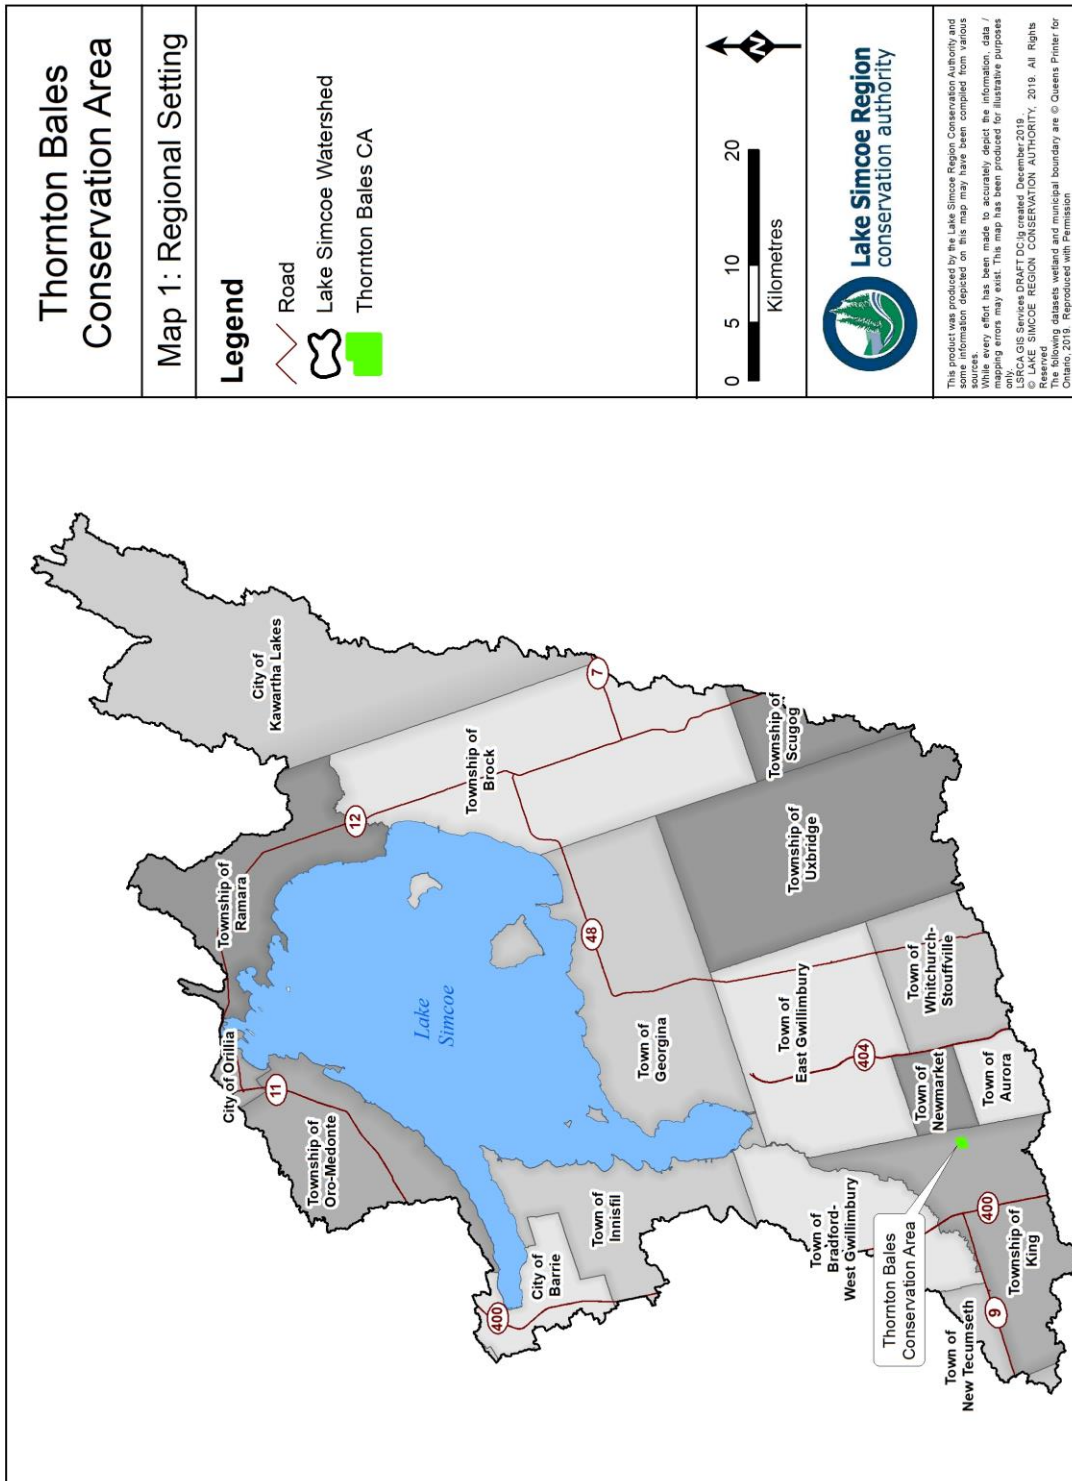 Thornton Bales
Conservation Area
Map 1: Regional Setting
Legend
Road
Lake Simcoe Watershed
Thornton Bales CA
N
0 5 10 20
Kilometres
Lake Simcoe Region
conservation authority
This product was produced by the Lake Simcoe Region Conservation Authority and
some information depicted on this map may have been compiled from various
sources.
While every effort has been made to accurately depict the information, data /
mapping errors may exist. This map has been produced for illustrative purposes
only.
LSRCA GIS Services DRAFT DC:lg created December 2019.
© LAKE SIMCOE REGION CONSERVATION AUTHORITY, 2019. All Rights
Reserved
The following datasets wetland and municipal boundary are © Queens Printer for
Ontario, 2019. Reproduced with Permission
City of
Kawartha Lakes
Township of
Ramara
City of Orillia
12
11
Township of
Oro-Medonte
Township of
Brock
7
Lake
Simcoe
400
City of
Barrie
Town of
Innisfil
48
Town of
Georgina
Township of
Scugog
Township of
Uxbridge
Town of
East Gwillimbury
Town of
Bradford-
West Gwillimbury
404
Town of
Whitchurch-
Stouffville
Town of
Newmarket
Town of
Aurora
Thornton Bales
Conservation Area
400
Town of
New Tecumseth
9
Township of
King